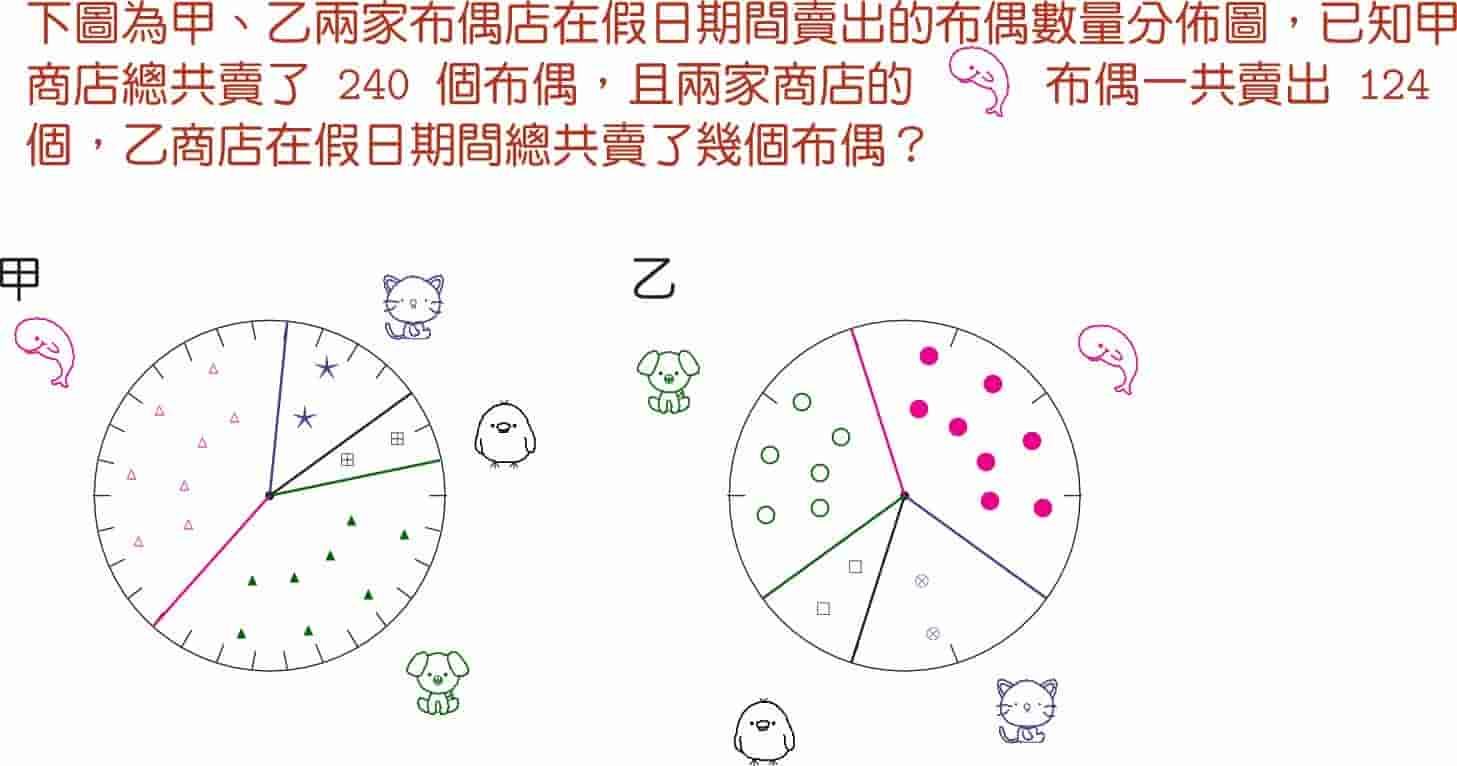 下圖為甲、乙兩家布偶店在假日期間賣出的布偶數量分佈圖，已知甲
商店總共賣了 240 個布偶，且兩家商店的 布偶一共賣出 124
個，乙商店在假日期間總共賣了幾個布偶？
甲 乙